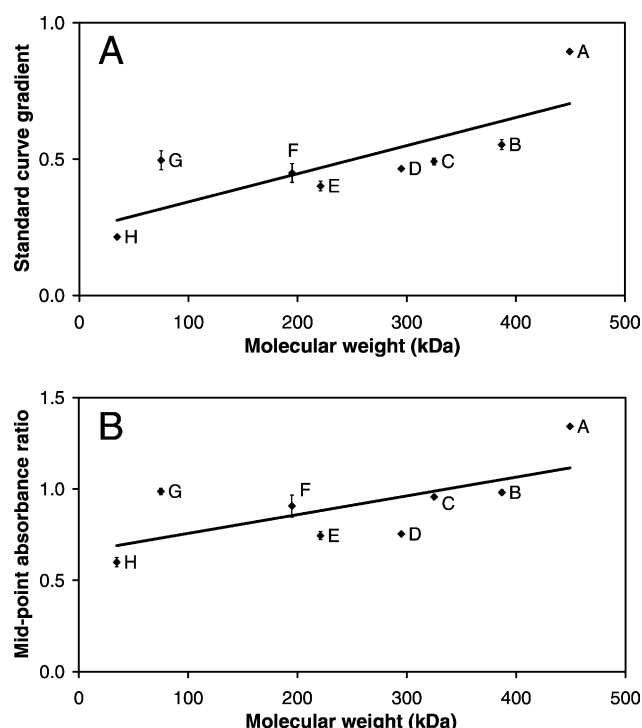 A
1.0
0.5
0.0
Standard curve gradient
A
B
C
D
E
F
G
H
0 100 200 300 400 500
Molecular weight (kDa)
B
1.5
1.0
0.5
0.0
Mid-point absorbance ratio
A
B
C
D
E
F
G
H
0 100 200 300 400 500
Molecular weight (kDa)